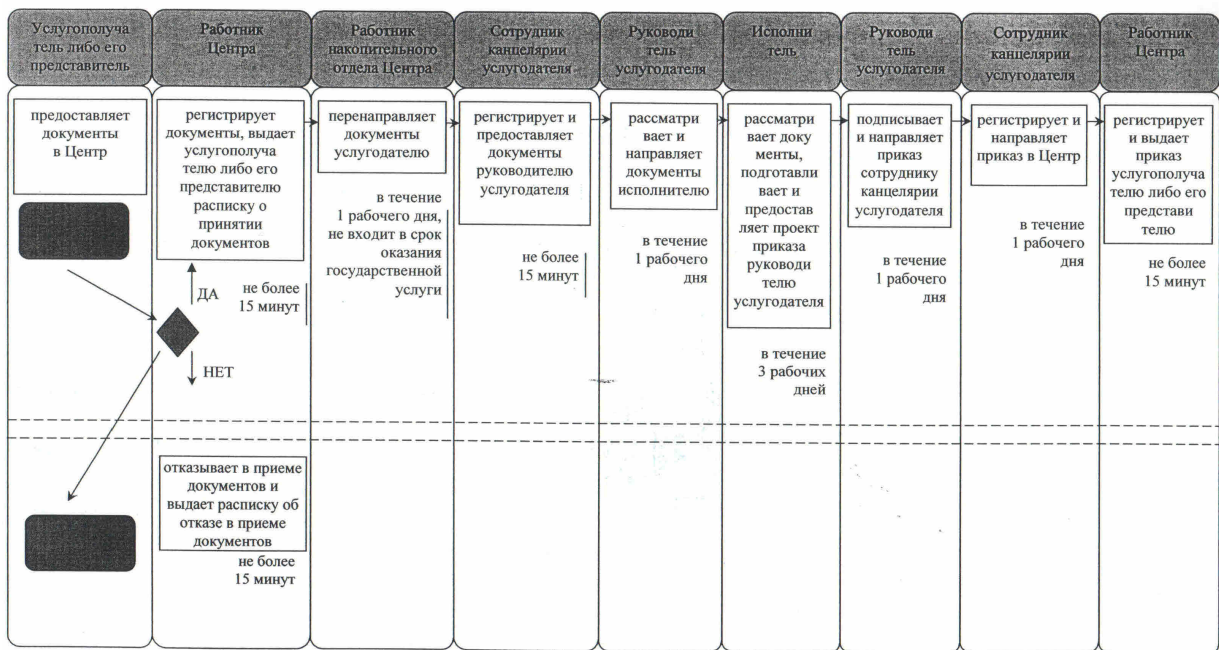 Услугополуча
тель либо его
представитель
Работник
Центра
Работник
накопительного
отдела Центра
Сотрудник
канцелярии
услугодателя
Руководи
тель
услугодателя
Исполни
тель
Руководи
тель
услугодателя
Сотрудник
канцелярии
услугодателя
Работник
Центра
предоставляет
документы
в Центр
регистрирует
документы, выдает
услугополуча
телю либо его
представителю
расписку о
принятии
документов
не более
15 минут
ДА
НЕТ
перенаправляет
документы
услугодателю
в течение
1 рабочего дня,
не входит в срок
оказания
государственной
услуги
регистрирует и
предоставляет
документы
руководителю
услугодателя
не более
15 минут
рассматри
вает и
направляет
документы
исполнителю
в течение
1 рабочего
дня
рассматри
вает доку
менты,
подготавли
вает и
предостав
ляет проект
приказа
руководи
телю
услугодателя
в течение
3 рабочих
дней
подписывает
и направляет
приказ
сотруднику
канцелярии
услугодателя
в течение
1 рабочего
дня
регистрирует и
направляет
приказ в Центр
в течение
1 рабочего
дня
регистрирует
и выдает
приказ
услугополуча
телю либо его
представи
телю
не более
15 минут
отказывает в приеме
документов и
выдает расписку об
отказе в приеме
документов
не более
15 минут